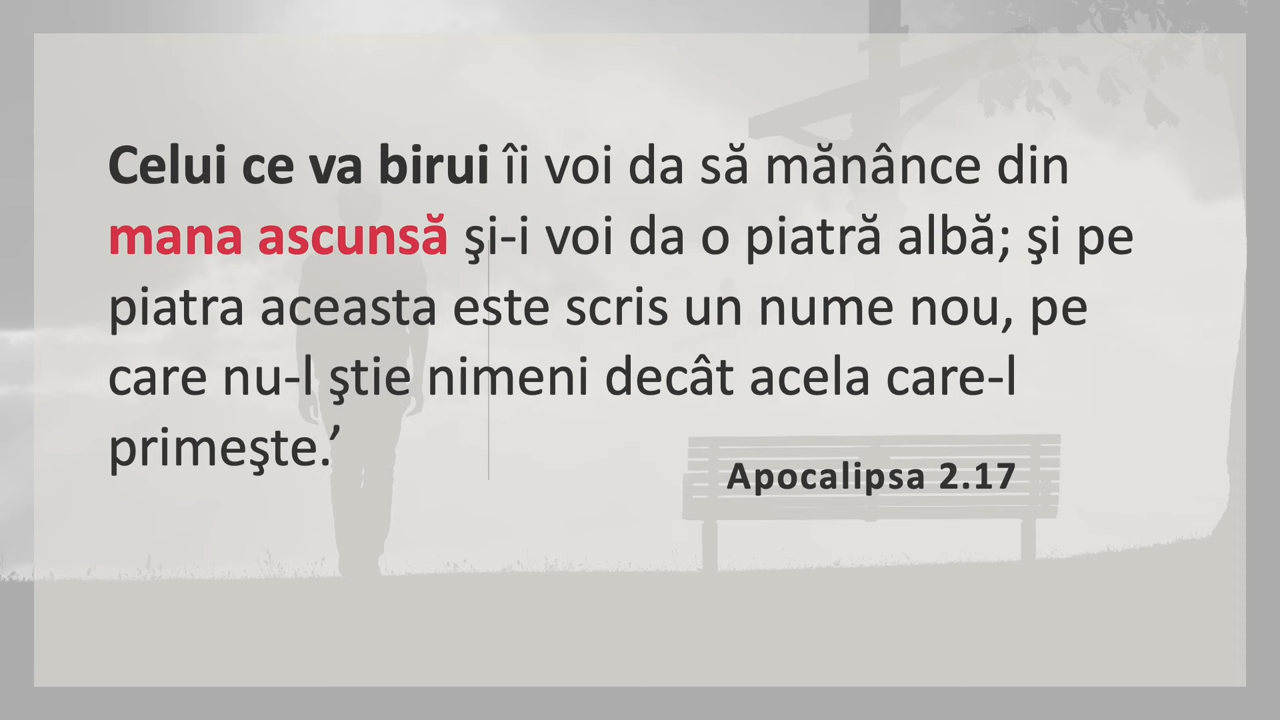 Celui ce va birui îi voi da să mănânce din
mana ascunsă şi-i voi da o piatră albă; şi pe
piatra aceasta este scris un nume nou, pe
care nu-l ştie nimeni decât acela care-l
primeşte.’
Apocalipsa 2.17